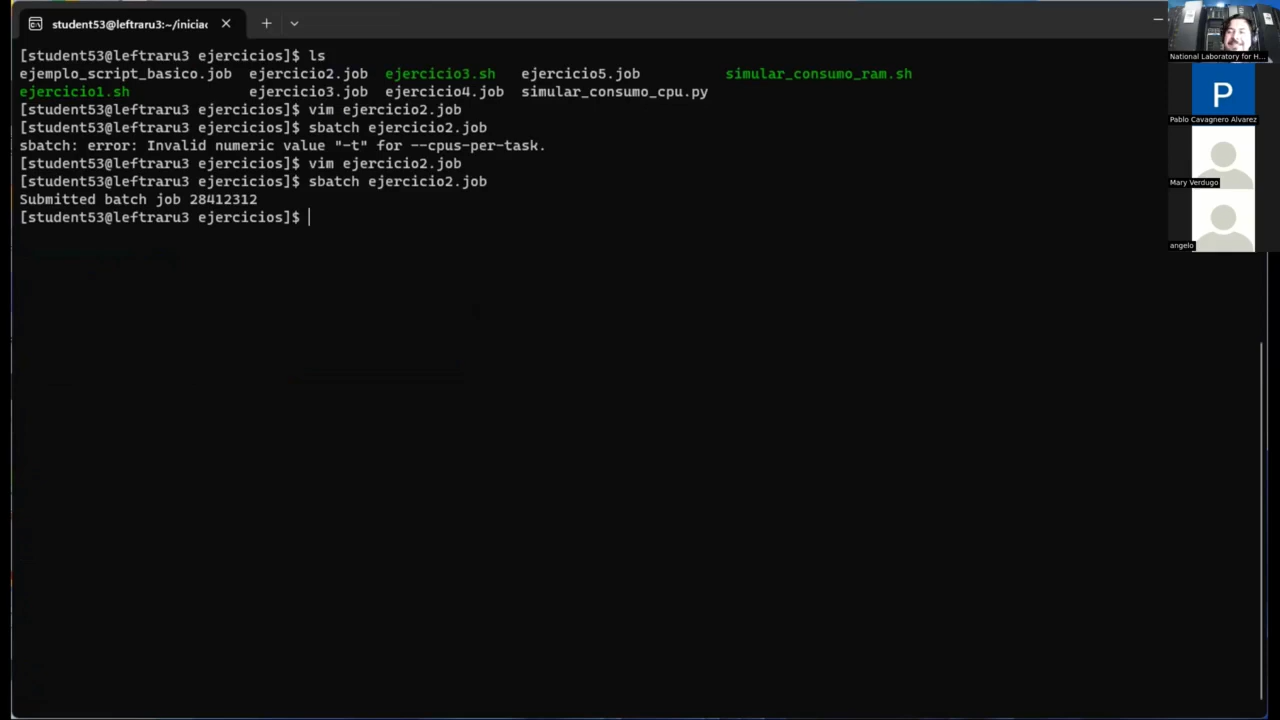 student53@leftraru3:~/iniciac
[student53@leftraru3 ejercicios]$ ls
ejemplo_script_basico.job ejercicio2.job ejercicio3.sh ejercicio5.job simular_consumo_ram.sh
ejercicio1.sh ejercicio3.job ejercicio4.job simular_consumo_cpu.py
[student53@leftraru3 ejercicios]$ vim ejercicio2.job
[student53@leftraru3 ejercicios]$ sbatch ejercicio2.job
sbatch: error: Invalid numeric value "-t" for --cpus-per-task.
[student53@leftraru3 ejercicios]$ vim ejercicio2.job
[student53@leftraru3 ejercicios]$ sbatch ejercicio2.job
Submitted batch job 28412312
[student53@leftraru3 ejercicios]$
National Laboratory for H...
P
Pablo Cavagnero Alvarez
Mary Verdugo
angelo